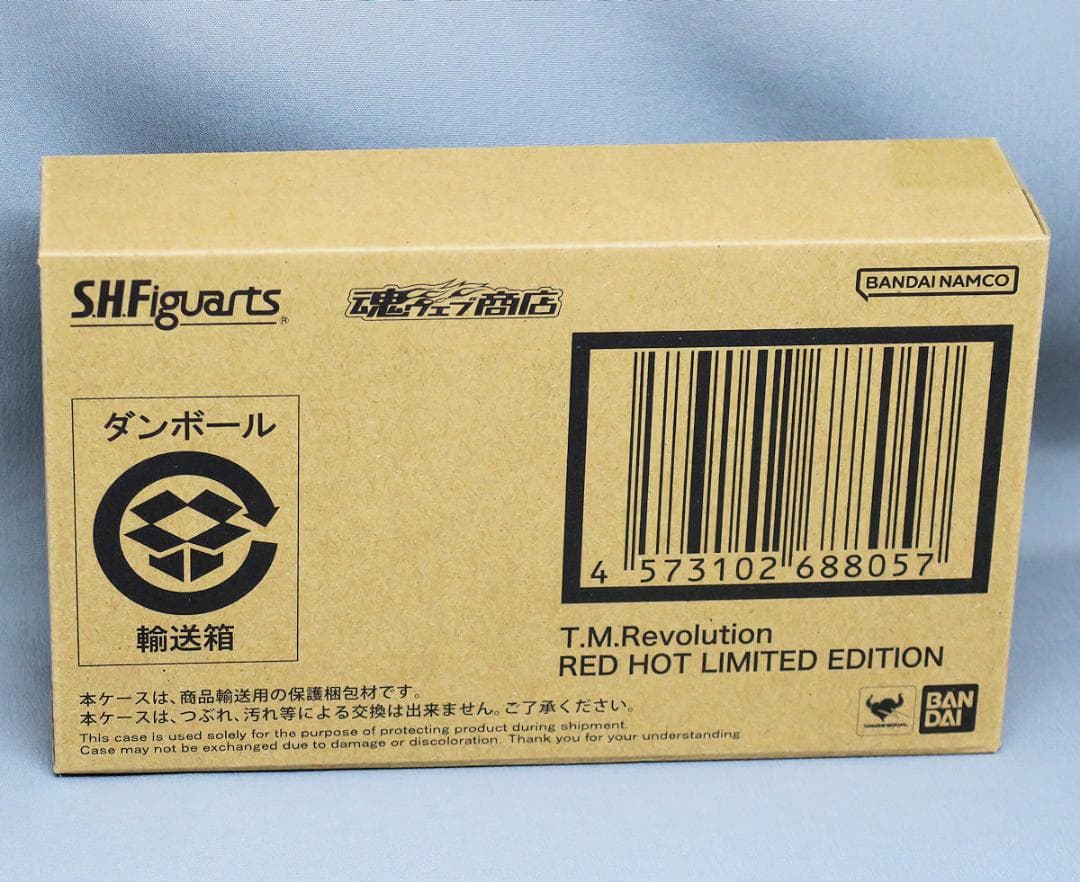 S.H.Figuarts®
魂ウェブ商店
BANDAI NAMCO
ダンボール
輸送箱
4 573102 688057
T.M.Revolution
RED HOT LIMITED EDITION
本ケースは、商品輸送用の保護梱包材です。
本ケースは、つぶれ、汚れ等による交換は出来ません。ご了承ください。
This case is used solely for the purpose of protecting product during shipment.
Case may not be exchanged due to damage or discoloration. Thank you for your understanding.
BAN
DAI